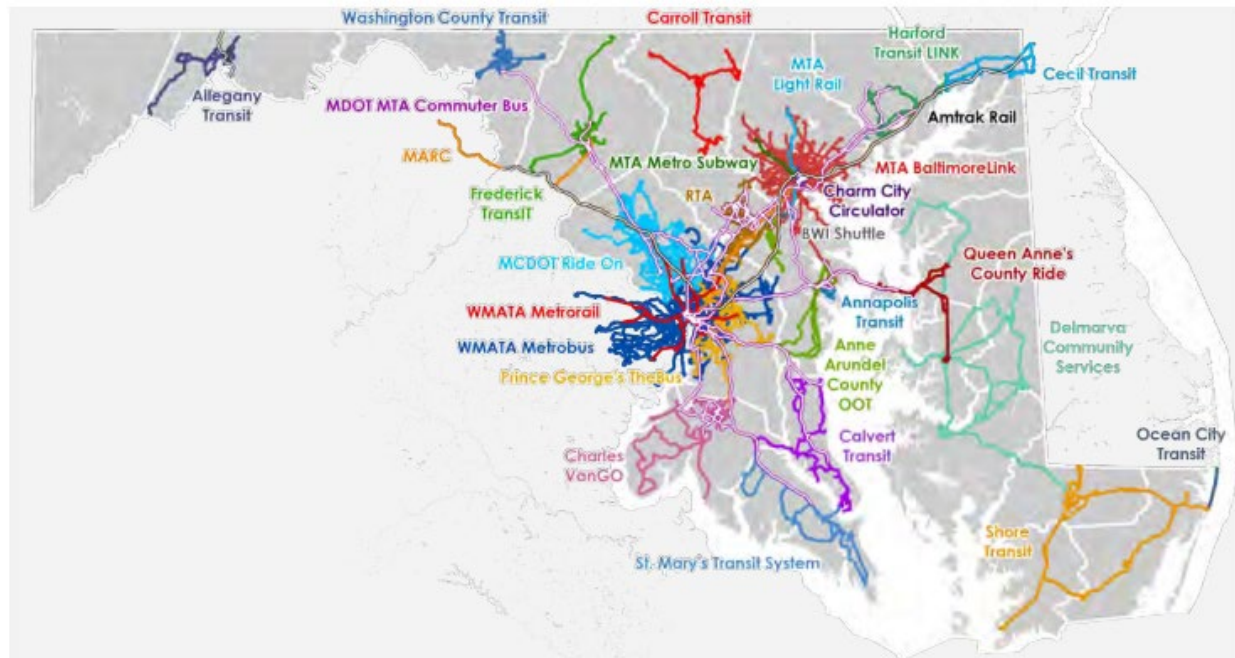 Washington County Transit
Carroll Transit
Harford
Transit LINK
MTA
Light Rail
Cecil Transit
Allegany
Transit
MDOT MTA Commuter Bus
Amtrak Rail
MARC
MTA Metro Subway
MTA BaltimoreLink
Frederick
TransIT
RTA
Charm City
Circulator
BWI Shuttle
Queen Anne's
County Ride
MCDOT Ride On
Annapolis
Transit
WMATA Metrorail
Delmarva
Community
Services
WMATA Metrobus
Anne
Arundel
County
OOT
Prince George's TheBus
Ocean City
Transit
Calvert
Transit
Charles
VanGO
Shore
Transit
St. Mary's Transit System